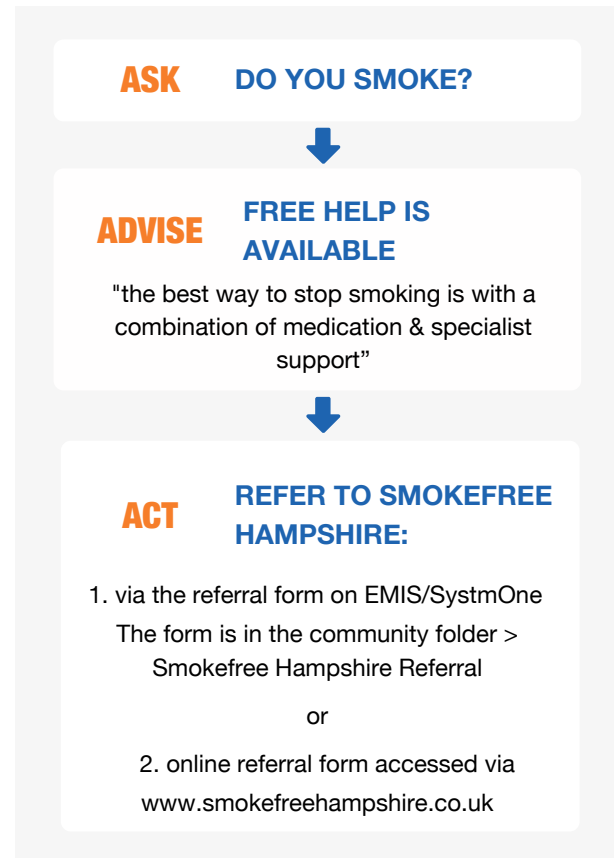 ASK DO YOU SMOKE?
ADVISE FREE HELP IS
AVAILABLE
"the best way to stop smoking is with a
combination of medication & specialist
support”
ACT REFER TO SMOKEFREE
HAMPSHIRE:
1. via the referral form on EMIS/SystmOne
The form is in the community folder >
Smokefree Hampshire Referral
or
2. online referral form accessed via
www.smokefreehampshire.co.uk